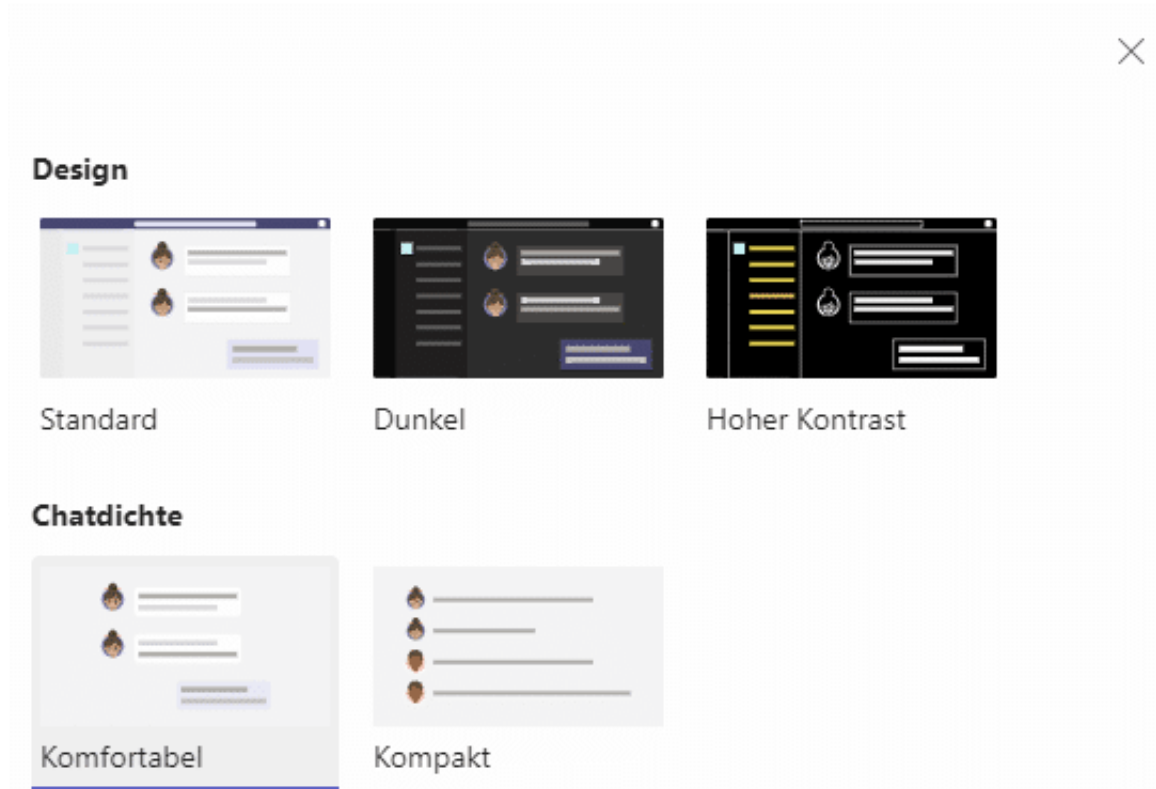 Design
Standard
Dunkel
Hoher Kontrast
Chatdichte
Komfortabel
Kompakt